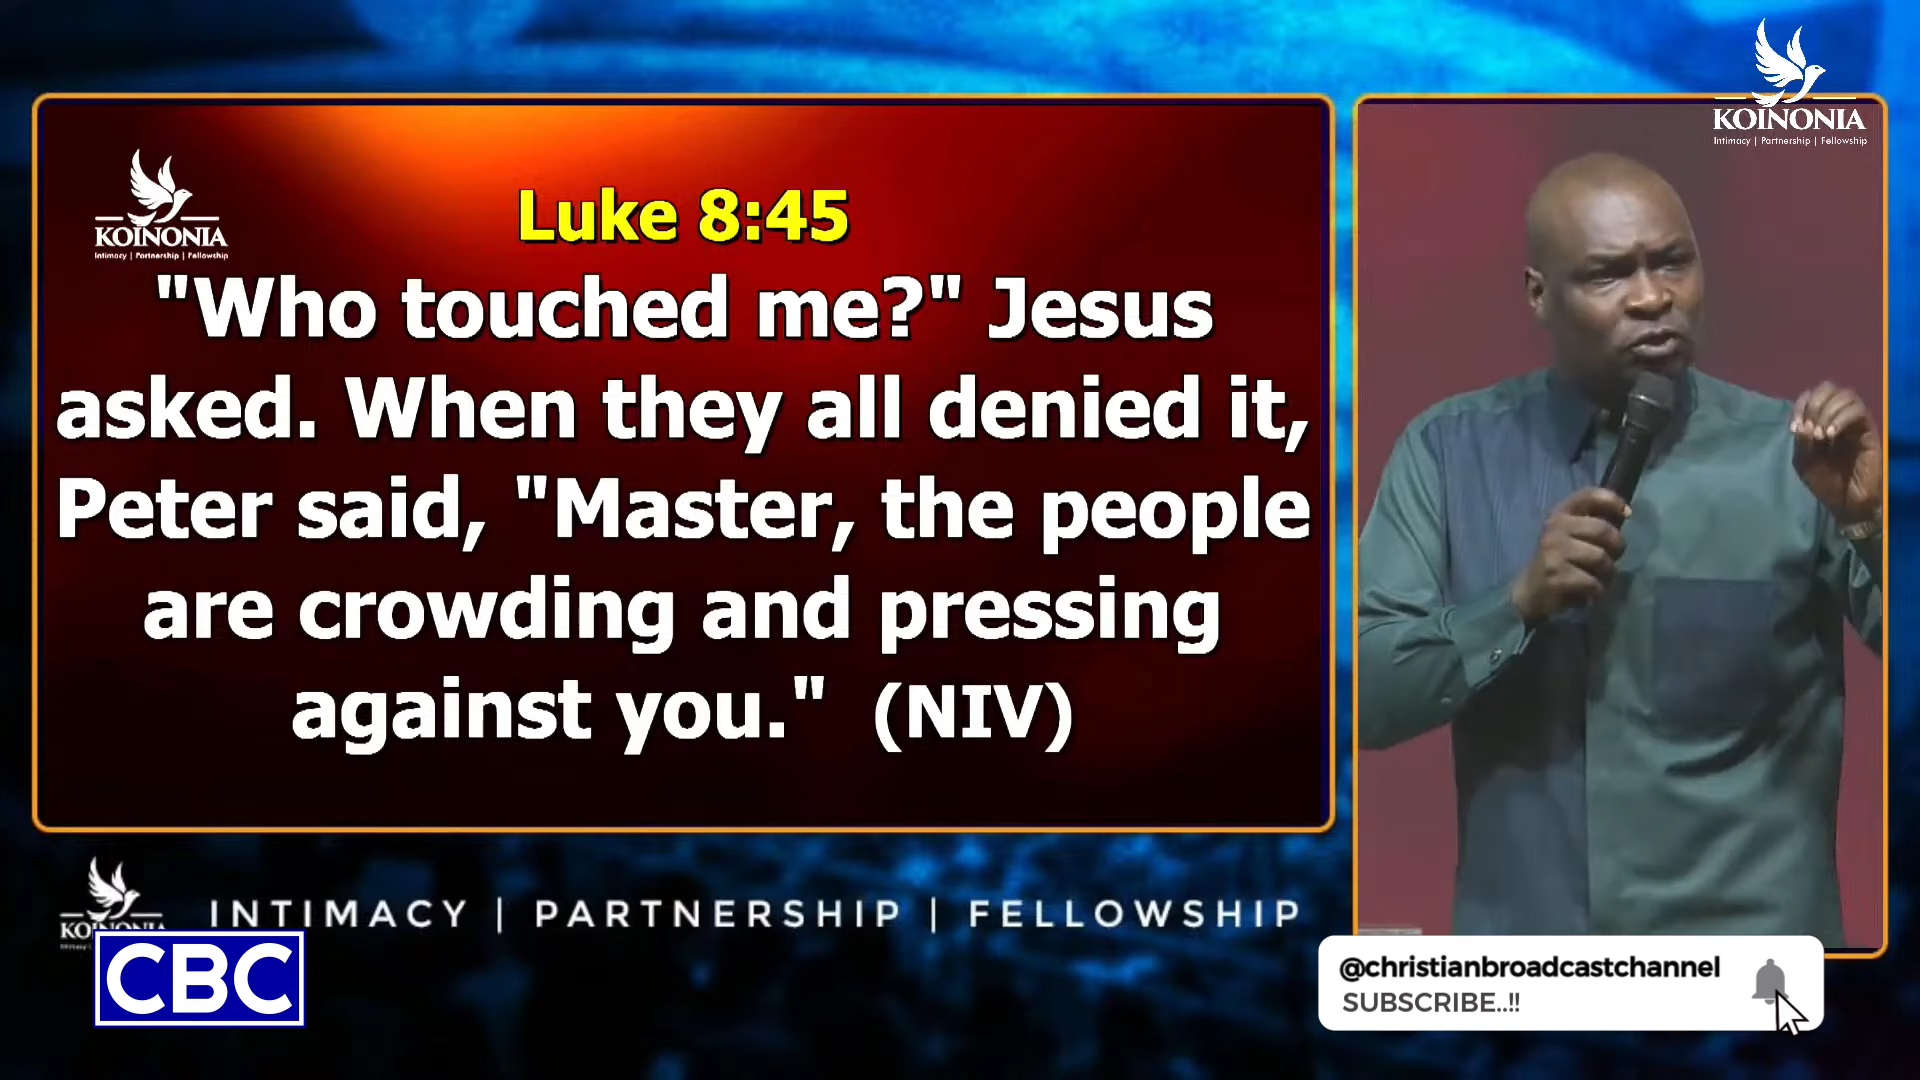 KOINONIA
Intimacy | Partnership | Fellowship
KOINONIA
Intimacy | Partnership | Fellowship
Luke 8:45
"Who touched me?" Jesus
asked. When they all denied it,
Peter said, "Master, the people
are crowding and pressing
against you." (NIV)
KOINONIA
INTIMACY | PARTNERSHIP | FELLOWSHIP
CBC
@christianbroadcastchannel
SUBSCRIBE..!!